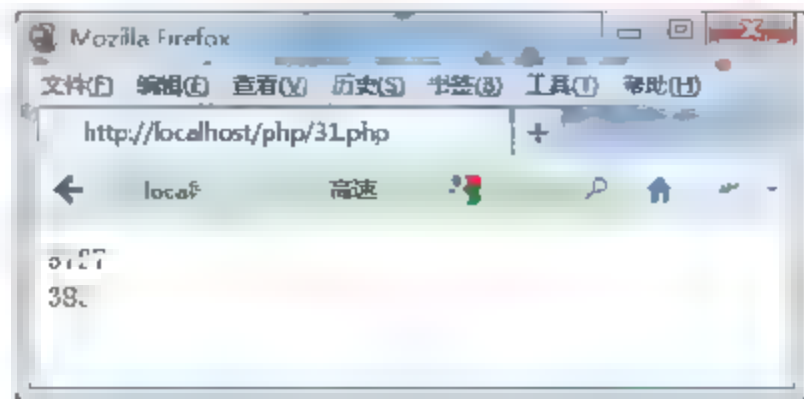 Mozilla Firefox
文件(F) 编辑(E) 查看(V) 历史(S) 书签(B) 工具(T) 帮助(H)
http://localhost/php/31.php +
高速